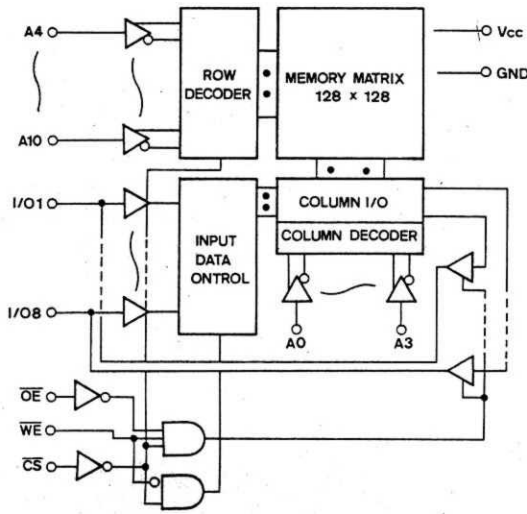 A4
ROW
DECODER
MEMORY MATRIX
128 × 128
Vcc
GND
A10
I/O1
INPUT
DATA
ONTROL
COLUMN I/O
COLUMN DECODER
I/O8
A0
A3
OE
WE
CS